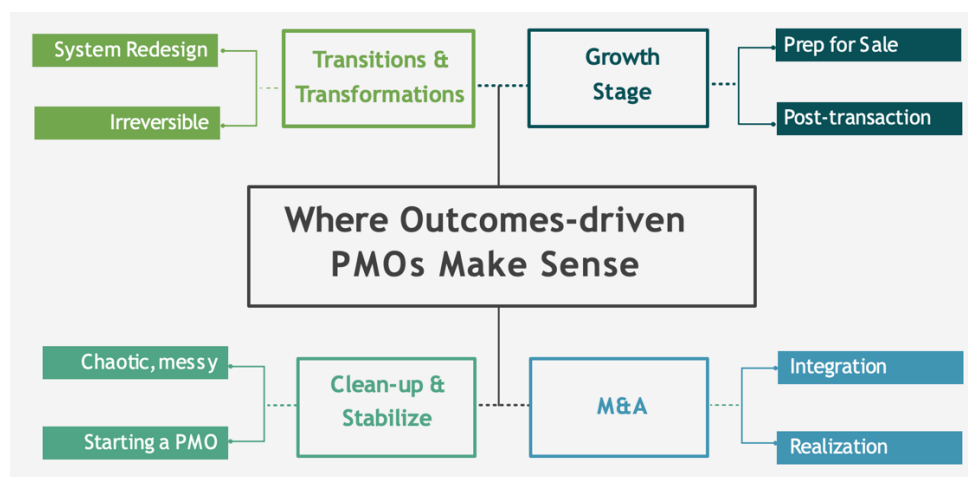 System Redesign
Irreversible
Transitions &
Transformations
Growth
Stage
Prep for Sale
Post-transaction
Where Outcomes-driven
PMOs Make Sense
Chaotic, messy
Starting a PMO
Clean-up &
Stabilize
M&A
Integration
Realization